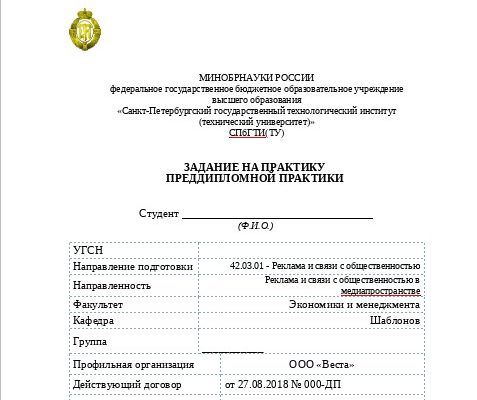 МИНОБРНАУКИ РОССИИ
федеральное государственное бюджетное образовательное учреждение
высшего образования
«Санкт-Петербургский государственный технологический институт
(технический университет)»
СПбГТИ(ТУ)
ЗАДАНИЕ НА ПРАКТИКУ
ПРЕДДИПЛОМНОЙ ПРАКТИКИ
Студент
(Ф.И.О.)
УГСН
Направление подготовки 42.03.01 - Реклама и связи с общественностью
Направленность Реклама и связи с общественностью в
медиапространстве
Факультет Экономики и менеджмента
Кафедра Шаблонов
Группа
Профильная организация ООО «Веста»
Действующий договор от 27.08.2018 № 000-ДП